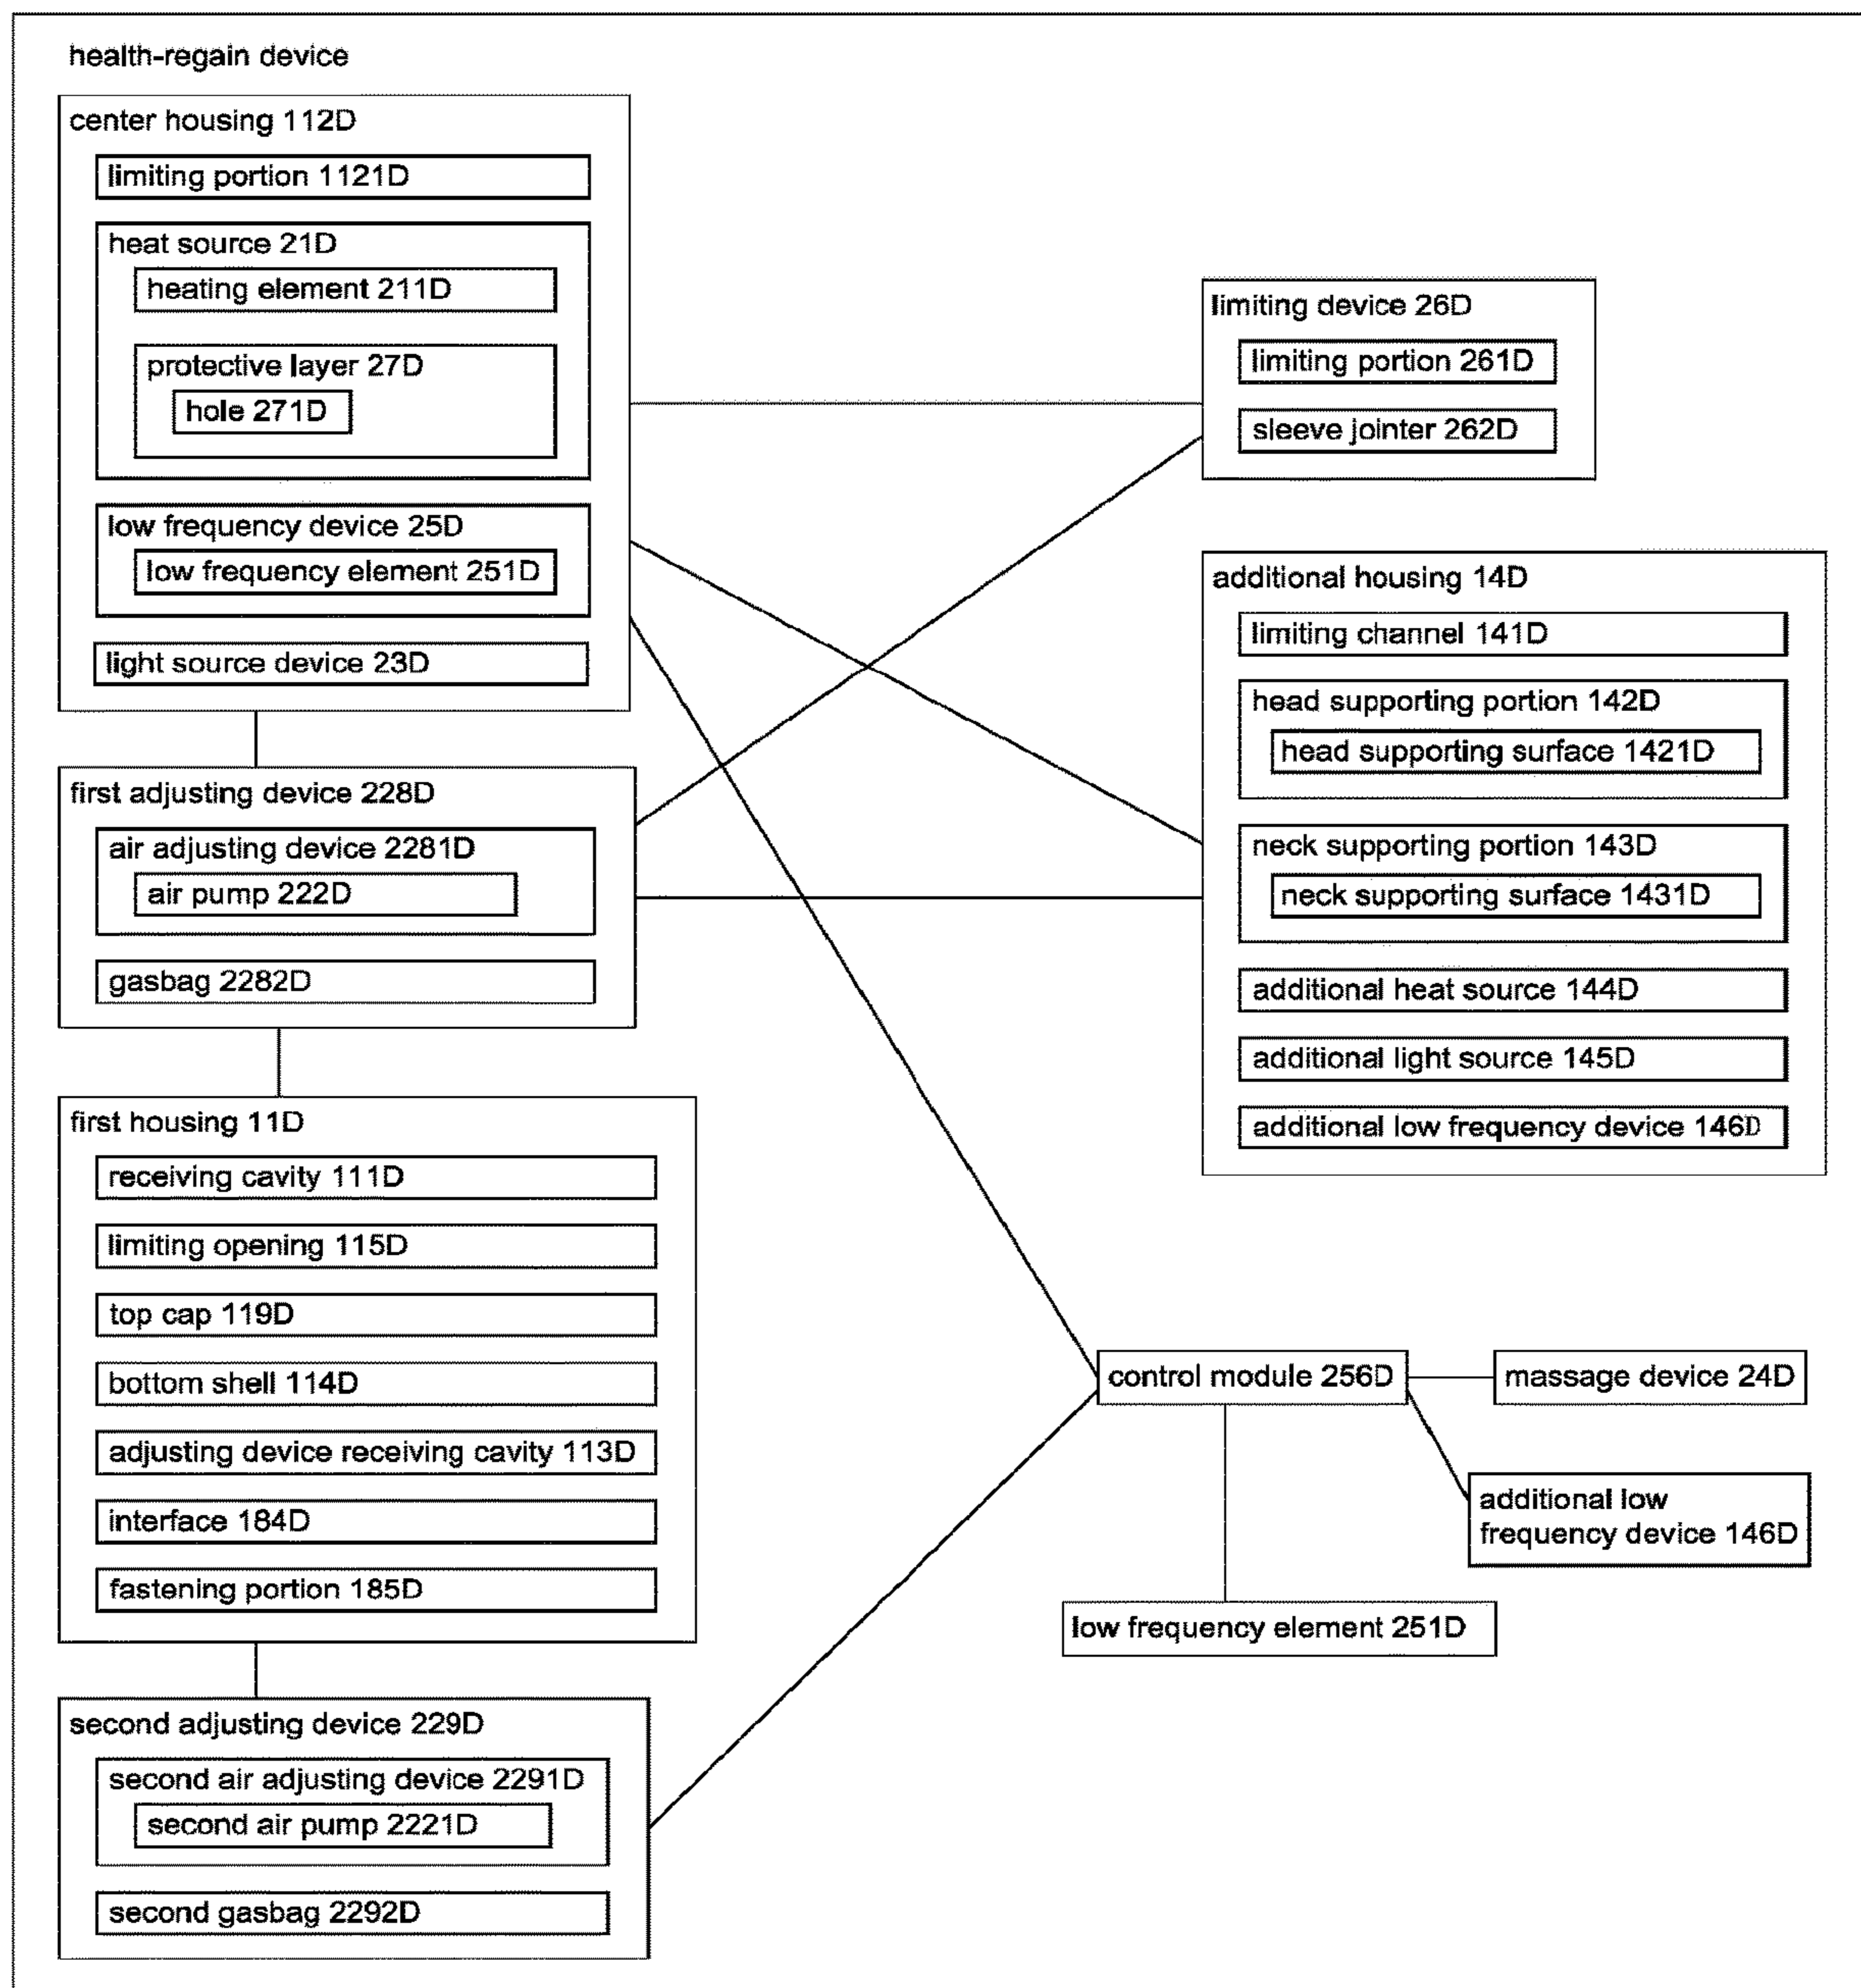 health-regain device
center housing 112D
limiting portion 1121D
heat source 21D
heating element 211D
protective layer 27D
hole 271D
low frequency device 25D
low frequency element 251D
light source device 23D
first adjusting device 228D
air adjusting device 2281D
air pump 222D
gasbag 2282D
first housing 11D
receiving cavity 111D
limiting opening 115D
top cap 119D
bottom shell 114D
adjusting device receiving cavity 113D
interface 184D
fastening portion 185D
second adjusting device 229D
second air adjusting device 2291D
second air pump 2221D
second gasbag 2292D
limiting device 26D
limiting portion 261D
sleeve jointer 262D
additional housing 14D
limiting channel 141D
head supporting portion 142D
head supporting surface 1421D
neck supporting portion 143D
neck supporting surface 1431D
additional heat source 144D
additional light source 145D
additional low frequency device 146D
control module 256D
massage device 24D
additional low
frequency device 146D
low frequency element 251D